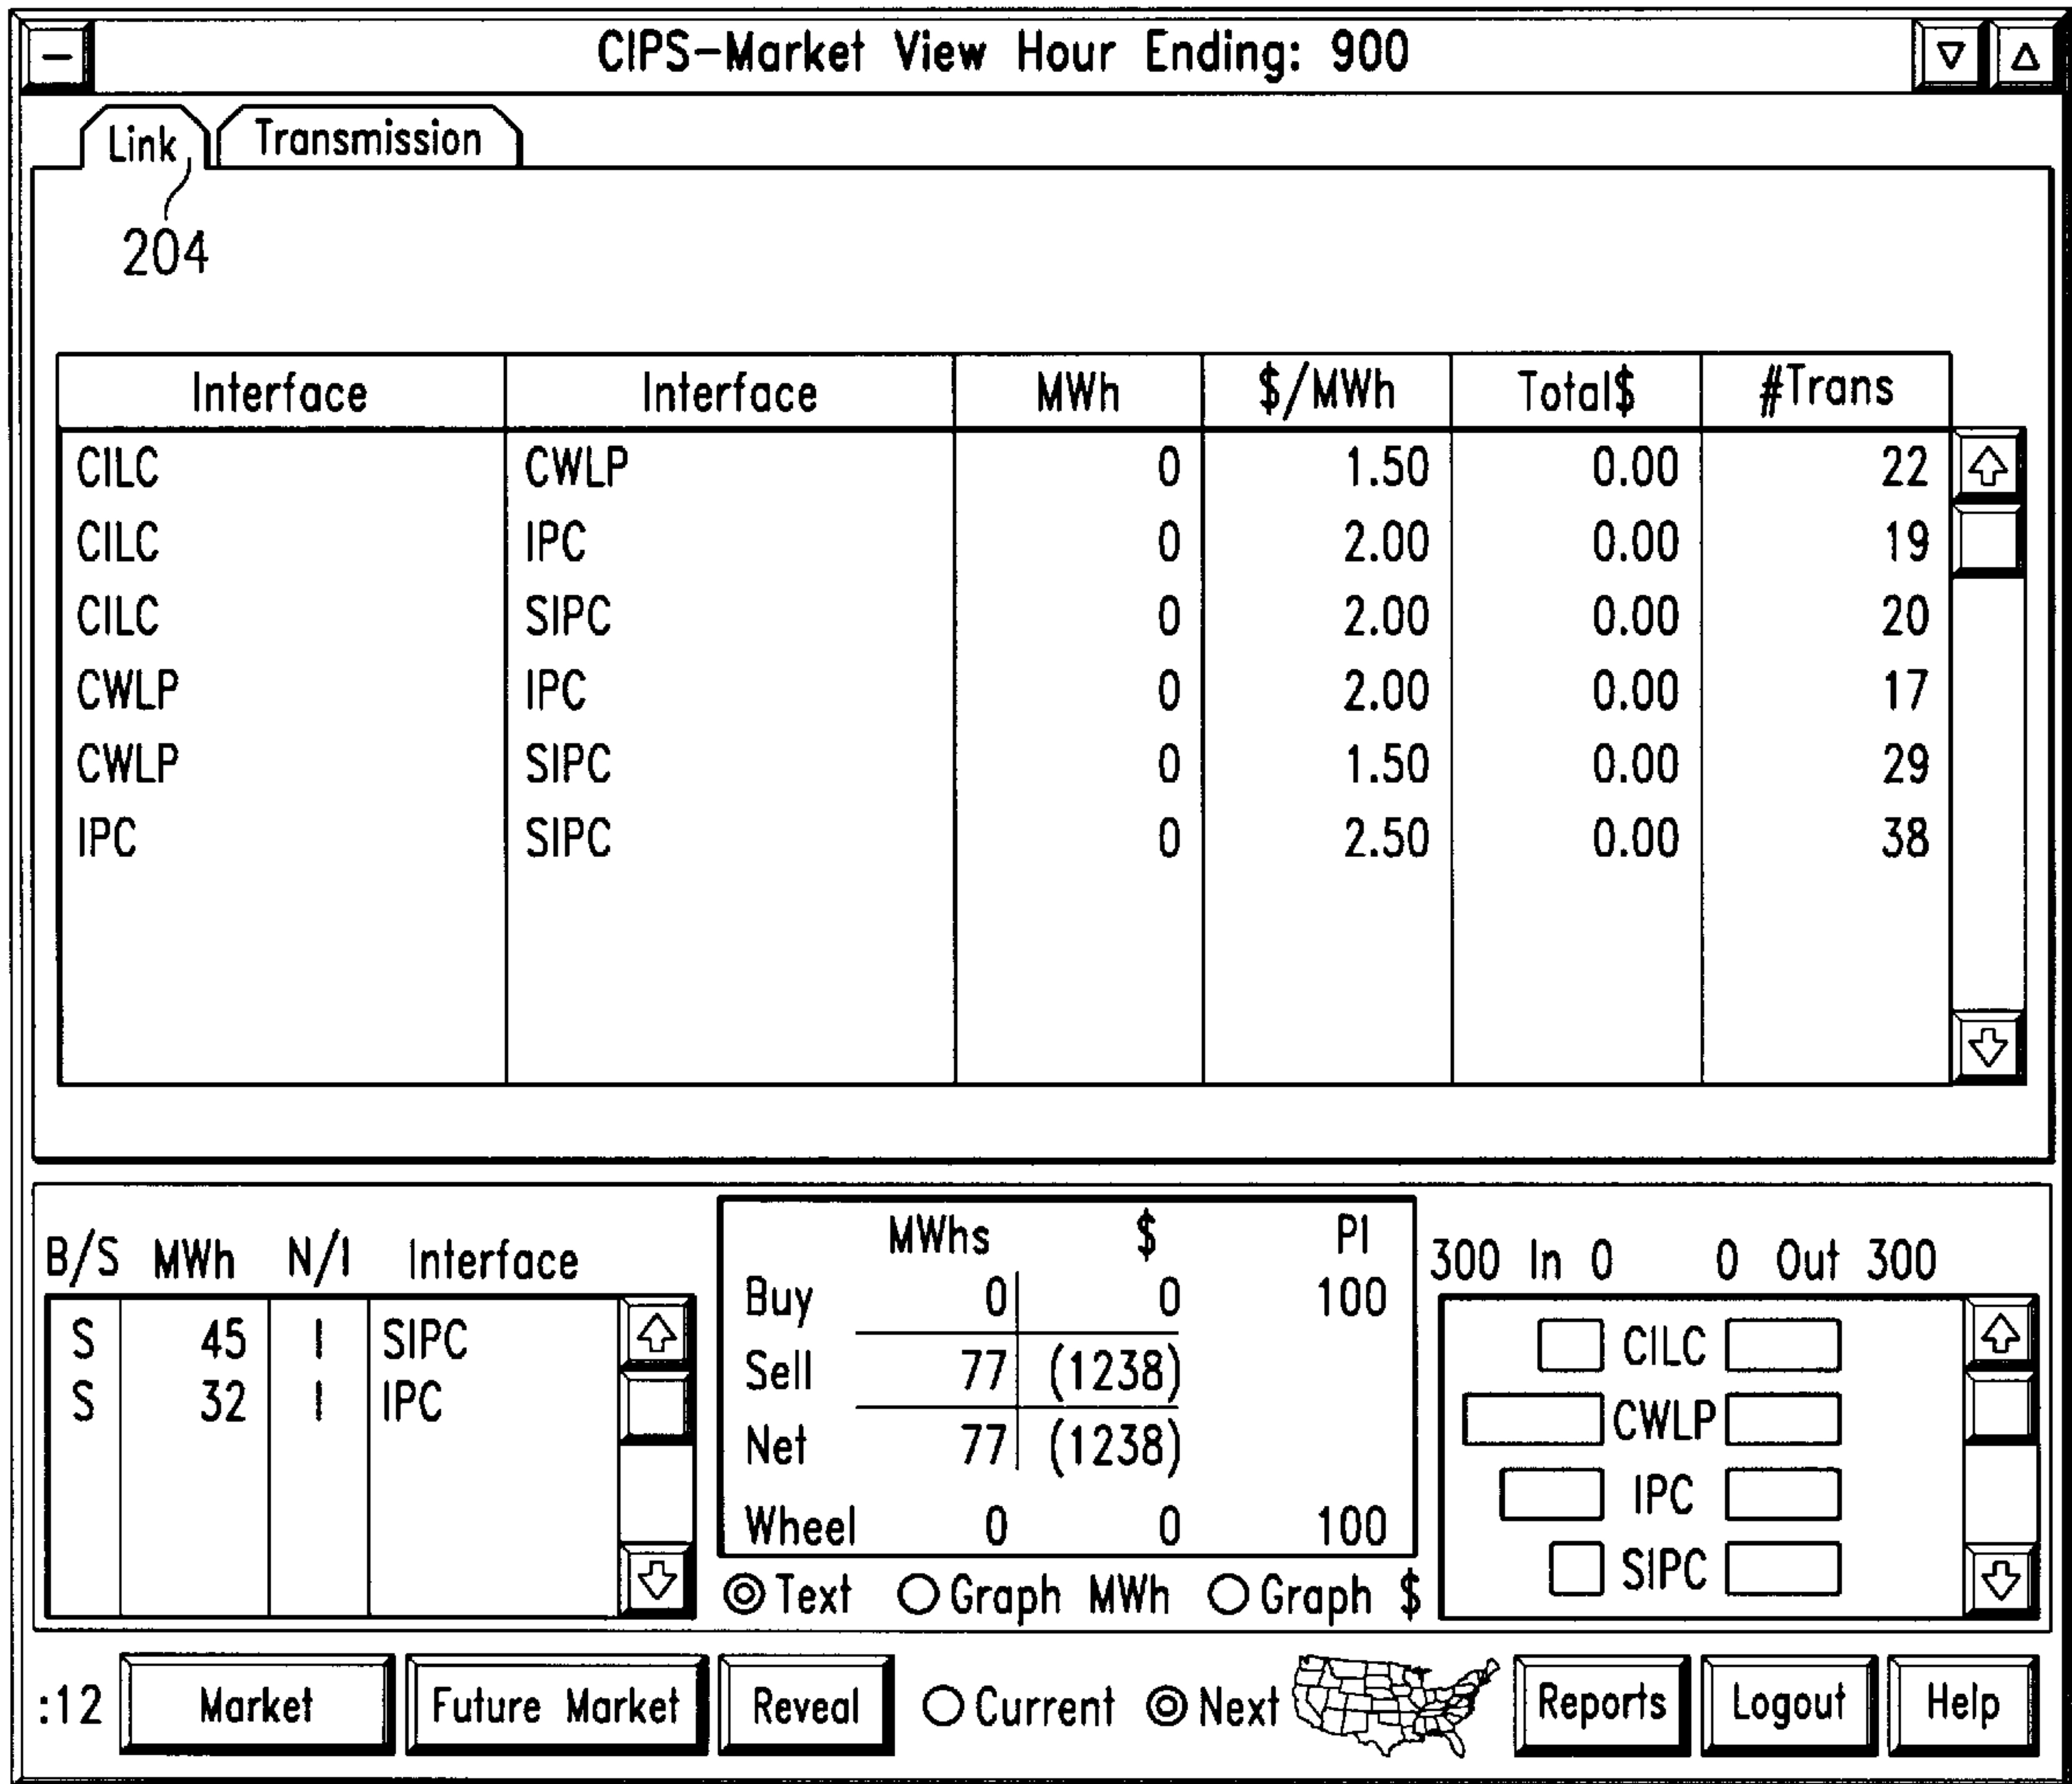 CIPS-Market View Hour Ending: 900
Link Transmission
204
Interface Interface MWh $/MWh Total$ #Trans
CILC CWLP 0 1.50 0.00 22
CILC IPC 0 2.00 0.00 19
CILC SIPC 0 2.00 0.00 20
CWLP IPC 0 2.00 0.00 17
CWLP SIPC 0 1.50 0.00 29
IPC SIPC 0 2.50 0.00 38
B/S MWh N/I Interface
S 45 I SIPC
S 32 I IPC
MWhs $ PI
Buy 0 0 100
Sell 77 (1238)
Net 77 (1238)
Wheel 0 0 100
Text Graph MWh Graph $
300 In 0 0 Out 300
CILC
CWLP
IPC
SIPC
:12 Market Future Market Reveal Current Next Reports Logout Help